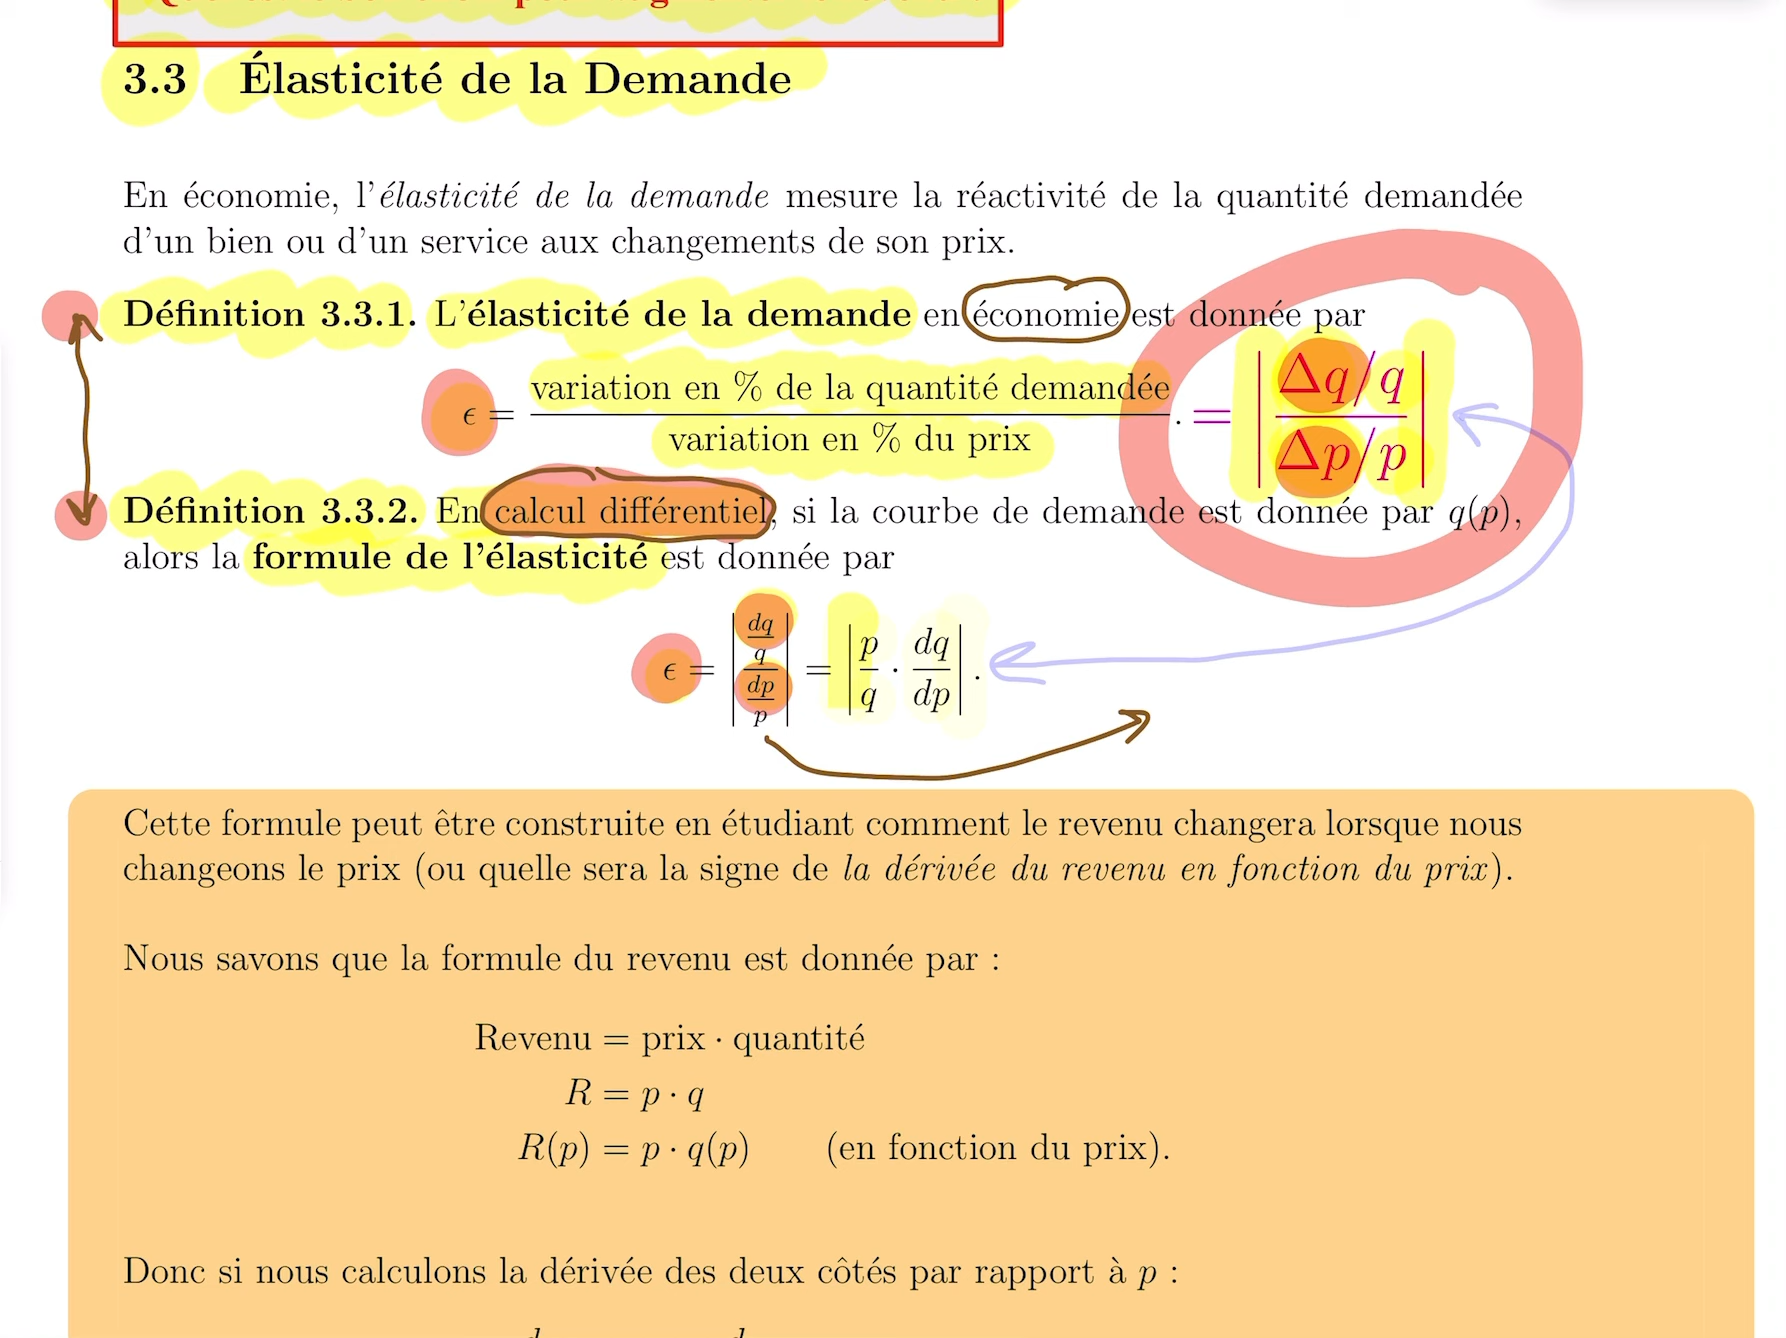 3.3 Élasticité de la Demande
En économie, l'élasticité de la demande mesure la réactivité de la quantité demandée
d'un bien ou d'un service aux changements de son prix.
Définition 3.3.1. L'élasticité de la demande en économie est donnée par
ϵ = variation en % de la quantité demandée / variation en % du prix . = | (Δq/q) / (Δp/p) |
Définition 3.3.2. En calcul différentiel, si la courbe de demande est donnée par q(p),
alors la formule de l'élasticité est donnée par
ϵ = | (dq/q) / (dp/p) | = | p/q · dq/dp | .
Cette formule peut être construite en étudiant comment le revenu changera lorsque nous
changeons le prix (ou quelle sera la signe de la dérivée du revenu en fonction du prix).
Nous savons que la formule du revenu est donnée par :
Revenu = prix · quantité
R = p · q
R(p) = p · q(p) (en fonction du prix).
Donc si nous calculons la dérivée des deux côtés par rapport à p :